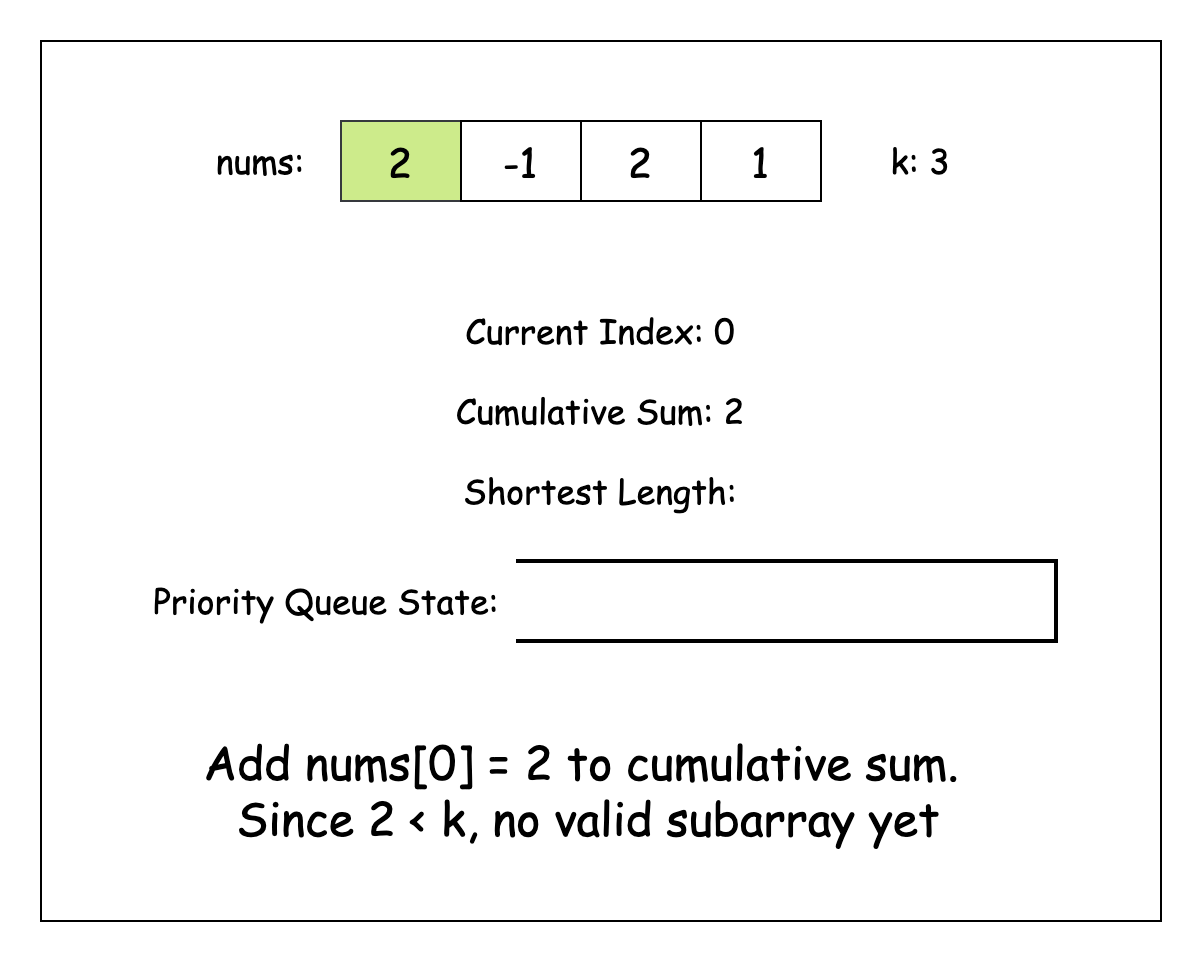 nums: 2 -1 2 1 k: 3
Current Index: 0
Cumulative Sum: 2
Shortest Length:
Priority Queue State:
Add nums[0] = 2 to cumulative sum.
Since 2 < k, no valid subarray yet